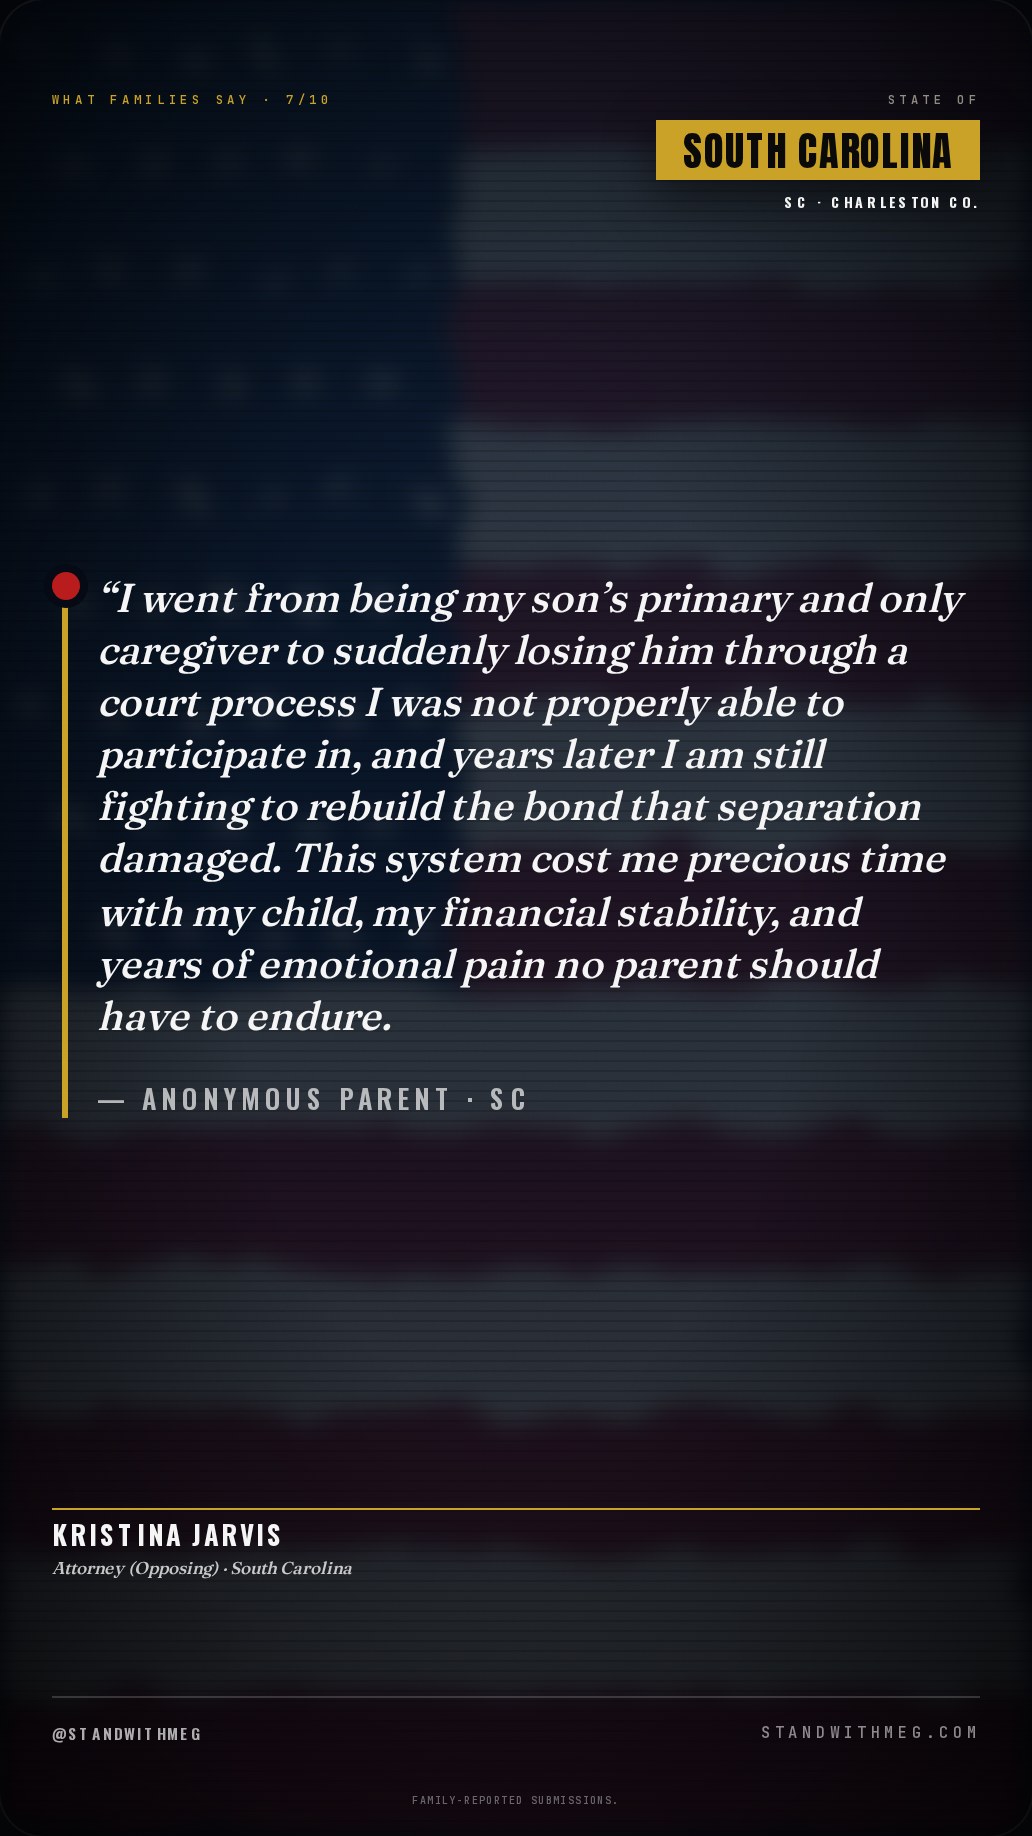 WHAT FAMILIES SAY · 7/10
STATE OF
SOUTH CAROLINA
SC · CHARLESTON CO.
“I went from being my son’s primary and only
caregiver to suddenly losing him through a
court process I was not properly able to
participate in, and years later I am still
fighting to rebuild the bond that separation
damaged. This system cost me precious time
with my child, my financial stability, and
years of emotional pain no parent should
have to endure.
— ANONYMOUS PARENT · SC
KRISTINA JARVIS
Attorney (Opposing) · South Carolina
@STANDWITHMEG
STANDWITHMEG.COM
FAMILY-REPORTED SUBMISSIONS.